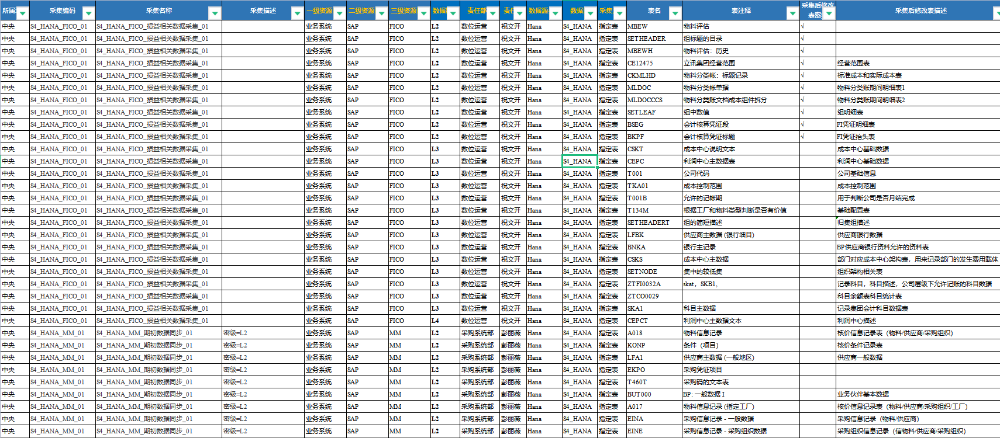 所属 采集编码 采集名称 采集描述 一级资源 二级资源 三级资源 数据 责任部 责任 数据源 数据 采集 表名 表注释 采集后修改表密 采集后修改表描述
中央 S4_HANA_FICO_01 S4_HANA_FICO_损益相关数据采集_01 业务系统 SAP FICO L2 数位运营 祝文开 Hana S4_HANA 指定表 MBEW 物料评估 √
中央 S4_HANA_FICO_01 S4_HANA_FICO_损益相关数据采集_01 业务系统 SAP FICO L2 数位运营 祝文开 Hana S4_HANA 指定表 SETHEADER 组标题的目录 √
中央 S4_HANA_FICO_01 S4_HANA_FICO_损益相关数据采集_01 业务系统 SAP FICO L2 数位运营 祝文开 Hana S4_HANA 指定表 MBEWH 物料评估：历史 √
中央 S4_HANA_FICO_01 S4_HANA_FICO_损益相关数据采集_01 业务系统 SAP FICO L2 数位运营 祝文开 Hana S4_HANA 指定表 CE12475 立讯集团经营范围 √ 经营范围表
中央 S4_HANA_FICO_01 S4_HANA_FICO_损益相关数据采集_01 业务系统 SAP FICO L2 数位运营 祝文开 Hana S4_HANA 指定表 CKMLHD 物料分类帐：标题记录 √ 标准成本和实际成本表
中央 S4_HANA_FICO_01 S4_HANA_FICO_损益相关数据采集_01 业务系统 SAP FICO L2 数位运营 祝文开 Hana S4_HANA 指定表 MLDOC 物料分类帐单据 √ 物料分类账期间明细表1
中央 S4_HANA_FICO_01 S4_HANA_FICO_损益相关数据采集_01 业务系统 SAP FICO L2 数位运营 祝文开 Hana S4_HANA 指定表 MLDOCCCS 物料分类账文档成本组件拆分 √ 物料分类账期间明细表2
中央 S4_HANA_FICO_01 S4_HANA_FICO_损益相关数据采集_01 业务系统 SAP FICO L2 数位运营 祝文开 Hana S4_HANA 指定表 SETLEAF 组中数值 √ 组明细表
中央 S4_HANA_FICO_01 S4_HANA_FICO_损益相关数据采集_01 业务系统 SAP FICO L2 数位运营 祝文开 Hana S4_HANA 指定表 BSEG 会计核算凭证段 √ FI凭证明细表
中央 S4_HANA_FICO_01 S4_HANA_FICO_损益相关数据采集_01 业务系统 SAP FICO L2 数位运营 祝文开 Hana S4_HANA 指定表 BKPF 会计核算凭证标题 √ FI凭证抬头表
中央 S4_HANA_FICO_01 S4_HANA_FICO_损益相关数据采集_01 业务系统 SAP FICO L3 数位运营 祝文开 Hana S4_HANA 指定表 CSKT 成本中心说明文本 成本中心基础数据
中央 S4_HANA_FICO_01 S4_HANA_FICO_损益相关数据采集_01 业务系统 SAP FICO L3 数位运营 祝文开 Hana S4_HANA 指定表 CEPC 利润中心主数据表 利润中心基础数据
中央 S4_HANA_FICO_01 S4_HANA_FICO_损益相关数据采集_01 业务系统 SAP FICO L3 数位运营 祝文开 Hana S4_HANA 指定表 T001 公司代码 公司基础信息
中央 S4_HANA_FICO_01 S4_HANA_FICO_损益相关数据采集_01 业务系统 SAP FICO L3 数位运营 祝文开 Hana S4_HANA 指定表 TKA01 成本控制范围 成本控制范围
中央 S4_HANA_FICO_01 S4_HANA_FICO_损益相关数据采集_01 业务系统 SAP FICO L3 数位运营 祝文开 Hana S4_HANA 指定表 T001B 允许的记帐期 用于判断公司是否月结完成
中央 S4_HANA_FICO_01 S4_HANA_FICO_损益相关数据采集_01 业务系统 SAP FICO L3 数位运营 祝文开 Hana S4_HANA 指定表 T134M 根据工厂和物料类型判断是否有价值 基础配置表
中央 S4_HANA_FICO_01 S4_HANA_FICO_损益相关数据采集_01 业务系统 SAP FICO L3 数位运营 祝文开 Hana S4_HANA 指定表 SETHEADERT 组的简短描述 归集组描述
中央 S4_HANA_FICO_01 S4_HANA_FICO_损益相关数据采集_01 业务系统 SAP FICO L3 数位运营 祝文开 Hana S4_HANA 指定表 LFBK 供应商主数据 (银行细目) 供应商银行数据
中央 S4_HANA_FICO_01 S4_HANA_FICO_损益相关数据采集_01 业务系统 SAP FICO L3 数位运营 祝文开 Hana S4_HANA 指定表 BNKA 银行主记录 BP供应商银行资料允许的资料表
中央 S4_HANA_FICO_01 S4_HANA_FICO_损益相关数据采集_01 业务系统 SAP FICO L3 数位运营 祝文开 Hana S4_HANA 指定表 CSKS 成本中心主数据 部门对应成本中心架构表，用来记录部门的发生费用载体
中央 S4_HANA_FICO_01 S4_HANA_FICO_损益相关数据采集_01 业务系统 SAP FICO L3 数位运营 祝文开 Hana S4_HANA 指定表 SETNODE 集中的较低集 组织架构相关表
中央 S4_HANA_FICO_01 S4_HANA_FICO_损益相关数据采集_01 业务系统 SAP FICO L3 数位运营 祝文开 Hana S4_HANA 指定表 ZTFI0032A skat，SKB1， 记录科目，科目描述，公司层级下允许记账的科目数据
中央 S4_HANA_FICO_01 S4_HANA_FICO_损益相关数据采集_01 业务系统 SAP FICO L3 数位运营 祝文开 Hana S4_HANA 指定表 ZTCO0029 科目余额表科目统计表
中央 S4_HANA_FICO_01 S4_HANA_FICO_损益相关数据采集_01 业务系统 SAP FICO L3 数位运营 祝文开 Hana S4_HANA 指定表 SKA1 科目主数据 记录集团会计科目数据表
中央 S4_HANA_FICO_01 S4_HANA_FICO_损益相关数据采集_01 业务系统 SAP FICO L4 数位运营 祝文开 Hana S4_HANA 指定表 CEPCT 利润中心主数据文本 利润中心描述
中央 S4_HANA_MM_01 S4_HANA_MM_期初数据同步_01 密级=L2 业务系统 SAP MM L2 采购系统部 彭丽薇 Hana S4_HANA 指定表 A018 物料信息记录 核价信息记录表（物料/供应商/采购组织)
中央 S4_HANA_MM_01 S4_HANA_MM_期初数据同步_01 密级=L2 业务系统 SAP MM L2 采购系统部 彭丽薇 Hana S4_HANA 指定表 KONP 条件（项目） 核价条件记录表
中央 S4_HANA_MM_01 S4_HANA_MM_期初数据同步_01 密级=L2 业务系统 SAP MM L2 采购系统部 彭丽薇 Hana S4_HANA 指定表 LFA1 供应商主数据 (一般地区) 供应商一般数据
中央 S4_HANA_MM_01 S4_HANA_MM_期初数据同步_01 密级=L2 业务系统 SAP MM L2 采购系统部 彭丽薇 Hana S4_HANA 指定表 EKPO 采购凭证项目
中央 S4_HANA_MM_01 S4_HANA_MM_期初数据同步_01 密级=L2 业务系统 SAP MM L2 采购系统部 彭丽薇 Hana S4_HANA 指定表 T460T 采购码的文本表
中央 S4_HANA_MM_01 S4_HANA_MM_期初数据同步_01 密级=L2 业务系统 SAP MM L2 采购系统部 彭丽薇 Hana S4_HANA 指定表 BUT000 BP: 一般数据 I 业务伙伴基本数据
中央 S4_HANA_MM_01 S4_HANA_MM_期初数据同步_01 密级=L2 业务系统 SAP MM L2 采购系统部 彭丽薇 Hana S4_HANA 指定表 A017 物料信息记录 (指定工厂) 核价信息记录表（物料/供应商/采购组织/工厂)
中央 S4_HANA_MM_01 S4_HANA_MM_期初数据同步_01 密级=L2 业务系统 SAP MM L2 采购系统部 彭丽薇 Hana S4_HANA 指定表 EINA 采购信息记录 - 一般数据 采购信息记录（物料/供应商)
中央 S4_HANA_MM_01 S4_HANA_MM_期初数据同步_01 密级=L2 业务系统 SAP MM L2 采购系统部 彭丽薇 Hana S4_HANA 指定表 EINE 采购信息记录 - 采购组织数据 采购组织信息记录（信物料/供应商/采购组织)